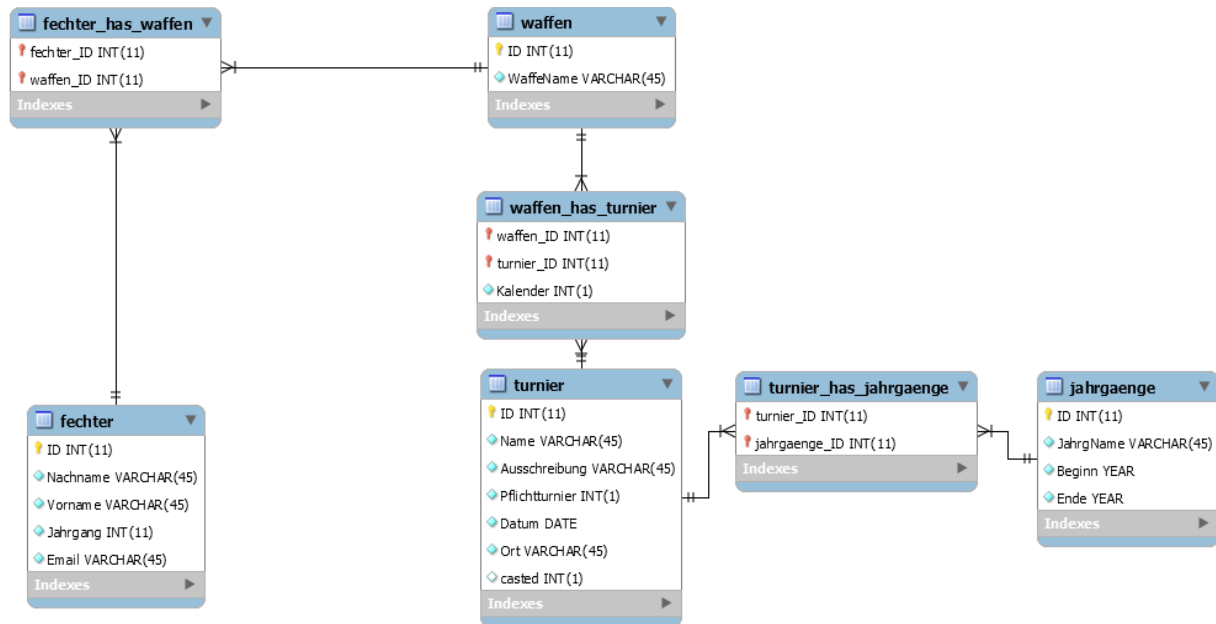 fechter_has_waffen
fechter_ID INT(11)
waffen_ID INT(11)
Indexes
waffen
ID INT(11)
WaffeName VARCHAR(45)
Indexes
waffen_has_turnier
waffen_ID INT(11)
turnier_ID INT(11)
Kalender INT(1)
Indexes
fechter
ID INT(11)
Nachname VARCHAR(45)
Vorname VARCHAR(45)
Jahrgang INT(11)
Email VARCHAR(45)
Indexes
turnier
ID INT(11)
Name VARCHAR(45)
Ausschreibung VARCHAR(45)
Pflichtturnier INT(1)
Datum DATE
Ort VARCHAR(45)
casted INT(1)
Indexes
turnier_has_jahrgaenge
turnier_ID INT(11)
jahrgaenge_ID INT(11)
Indexes
jahrgaenge
ID INT(11)
JahrgName VARCHAR(45)
Beginn YEAR
Ende YEAR
Indexes